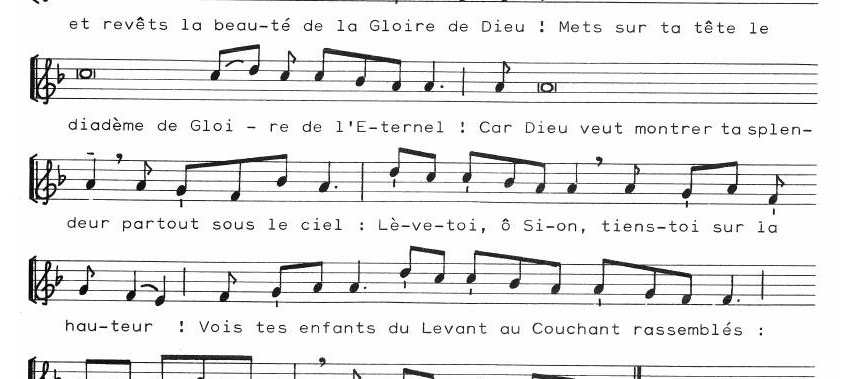 et revêts la beau-té de la Gloire de Dieu ! Mets sur ta tête le
diadème de Gloi - re de l'E-ternel ! Car Dieu veut montrer ta splen-
deur partout sous le ciel : Lè-ve-toi, ô Si-on, tiens-toi sur la
hau-teur ! Vois tes enfants du Levant au Couchant rassemblés :